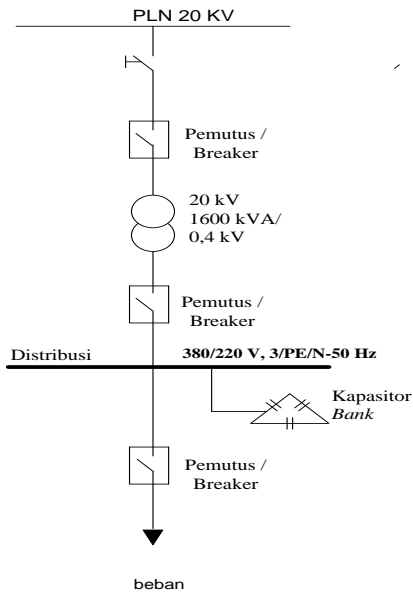 PLN 20 KV
Pemutus /
Breaker
20 kV
1600 kVA/
0,4 kV
Pemutus /
Breaker
Distribusi
380/220 V, 3/PE/N-50 Hz
Kapasitor
Bank
Pemutus /
Breaker
beban